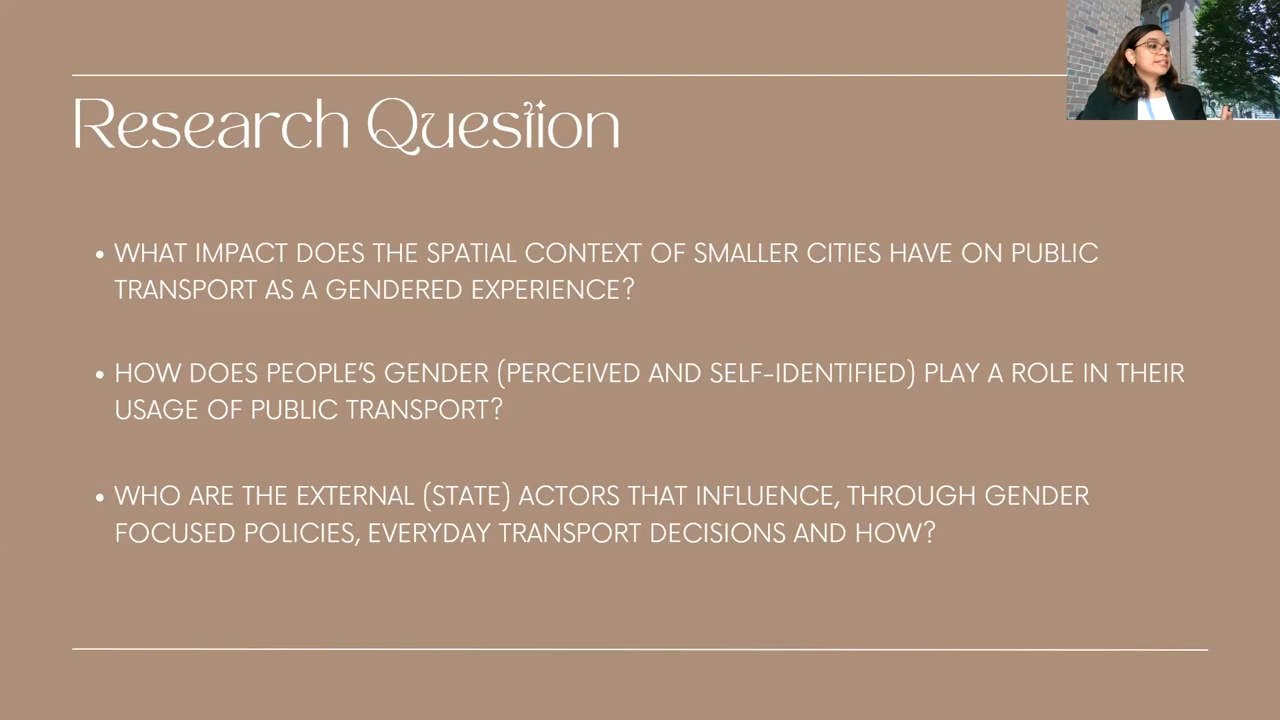 Research Question
• WHAT IMPACT DOES THE SPATIAL CONTEXT OF SMALLER CITIES HAVE ON PUBLIC
TRANSPORT AS A GENDERED EXPERIENCE?
• HOW DOES PEOPLE'S GENDER (PERCEIVED AND SELF-IDENTIFIED) PLAY A ROLE IN THEIR
USAGE OF PUBLIC TRANSPORT?
• WHO ARE THE EXTERNAL (STATE) ACTORS THAT INFLUENCE, THROUGH GENDER
FOCUSED POLICIES, EVERYDAY TRANSPORT DECISIONS AND HOW?